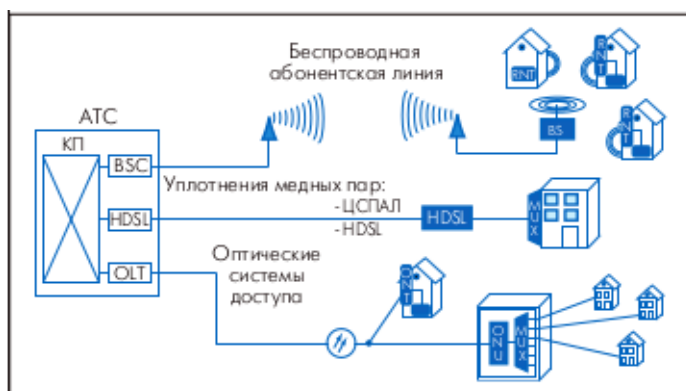 Беспроводная
абонентская линия
RNT
RNT
BS
RNT
АТС
КП
BSC
Уплотнения медных пар:
HDSL
-ЦСПАЛ
-HDSL
HDSL
MUX
Оптические
системы
доступа
OLT
ONT
ONU
MUX